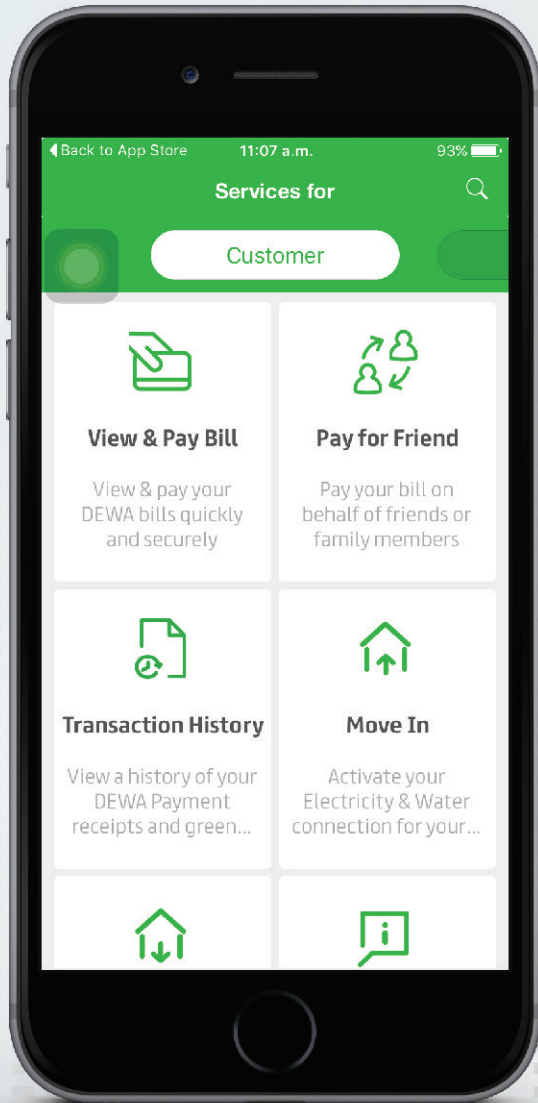 Back to App Store 11:07 a.m. 93%
Services for
Customer
View & Pay Bill
View & pay your
DEWA bills quickly
and securely
Pay for Friend
Pay your bill on
behalf of friends or
family members
Transaction History
View a history of your
DEWA Payment
receipts and green...
Move In
Activate your
Electricity & Water
connection for your...